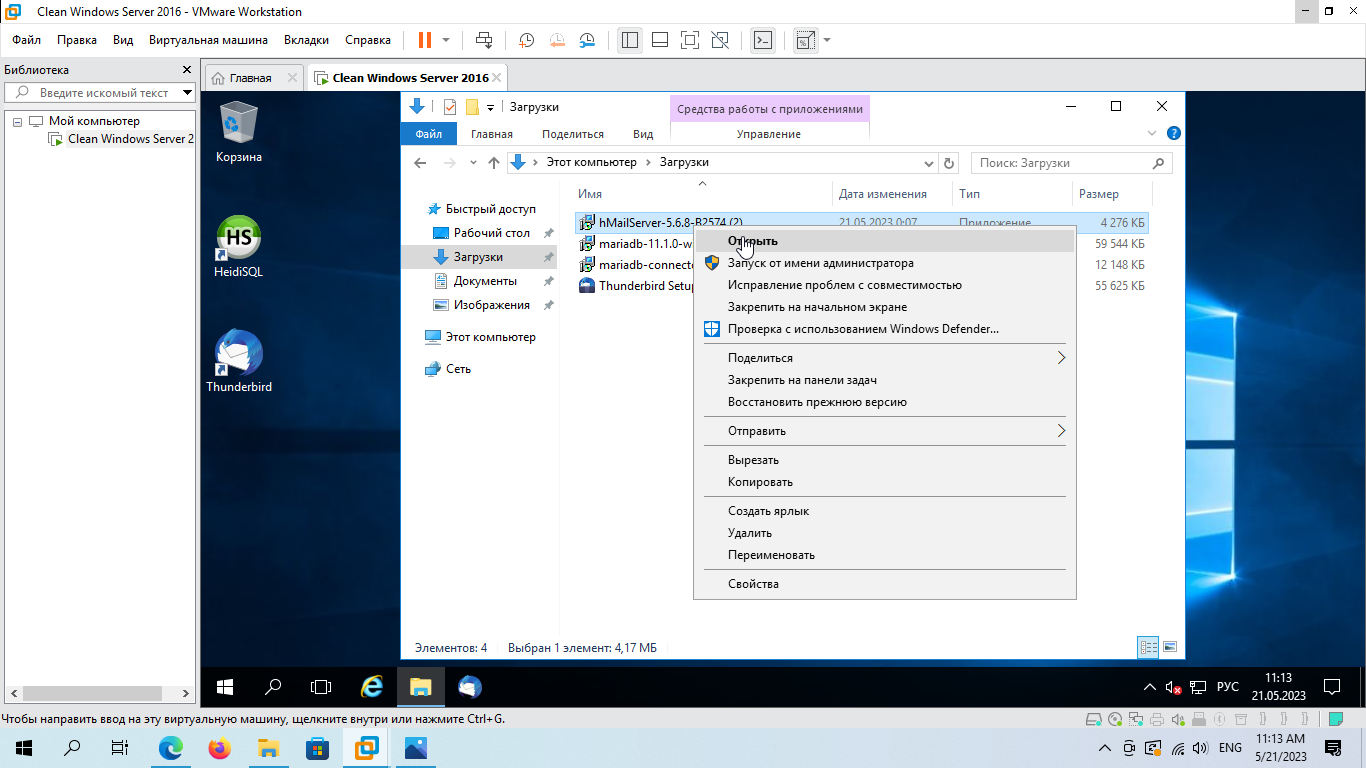 Clean Windows Server 2016 - VMware Workstation
Файл Правка Вид Виртуальная машина Вкладки Справка
Библиотека
Введите искомый текст
Мой компьютер
Clean Windows Server 2
Главная
Clean Windows Server 2016
Корзина
HS
HeidiSQL
Thunderbird
Загрузки
Средства работы с приложениями
Файл Главная Поделиться Вид Управление
Этот компьютер Загрузки
Поиск: Загрузки
Быстрый доступ
Рабочий стол
Загрузки
Документы
Изображения
Этот компьютер
Сеть
Имя Дата изменения Тип Размер
hMailServer-5.6.8-B2574 (2) 21.05.2023 0:07 Приложение 4 276 КБ
mariadb-11.1.0-w 59 544 КБ
mariadb-connecto 12 148 КБ
Thunderbird Setup 55 625 КБ
Открыть
Запуск от имени администратора
Исправление проблем с совместимостью
Закрепить на начальном экране
Проверка с использованием Windows Defender...
Поделиться
Закрепить на панели задач
Восстановить прежнюю версию
Отправить
Вырезать
Копировать
Создать ярлык
Удалить
Переименовать
Свойства
Элементов: 4 Выбран 1 элемент: 4,17 МБ
РУС
11:13
21.05.2023
Чтобы направить ввод на эту виртуальную машину, щелкните внутри или нажмите Ctrl+G.
ENG
11:13 AM
5/21/2023